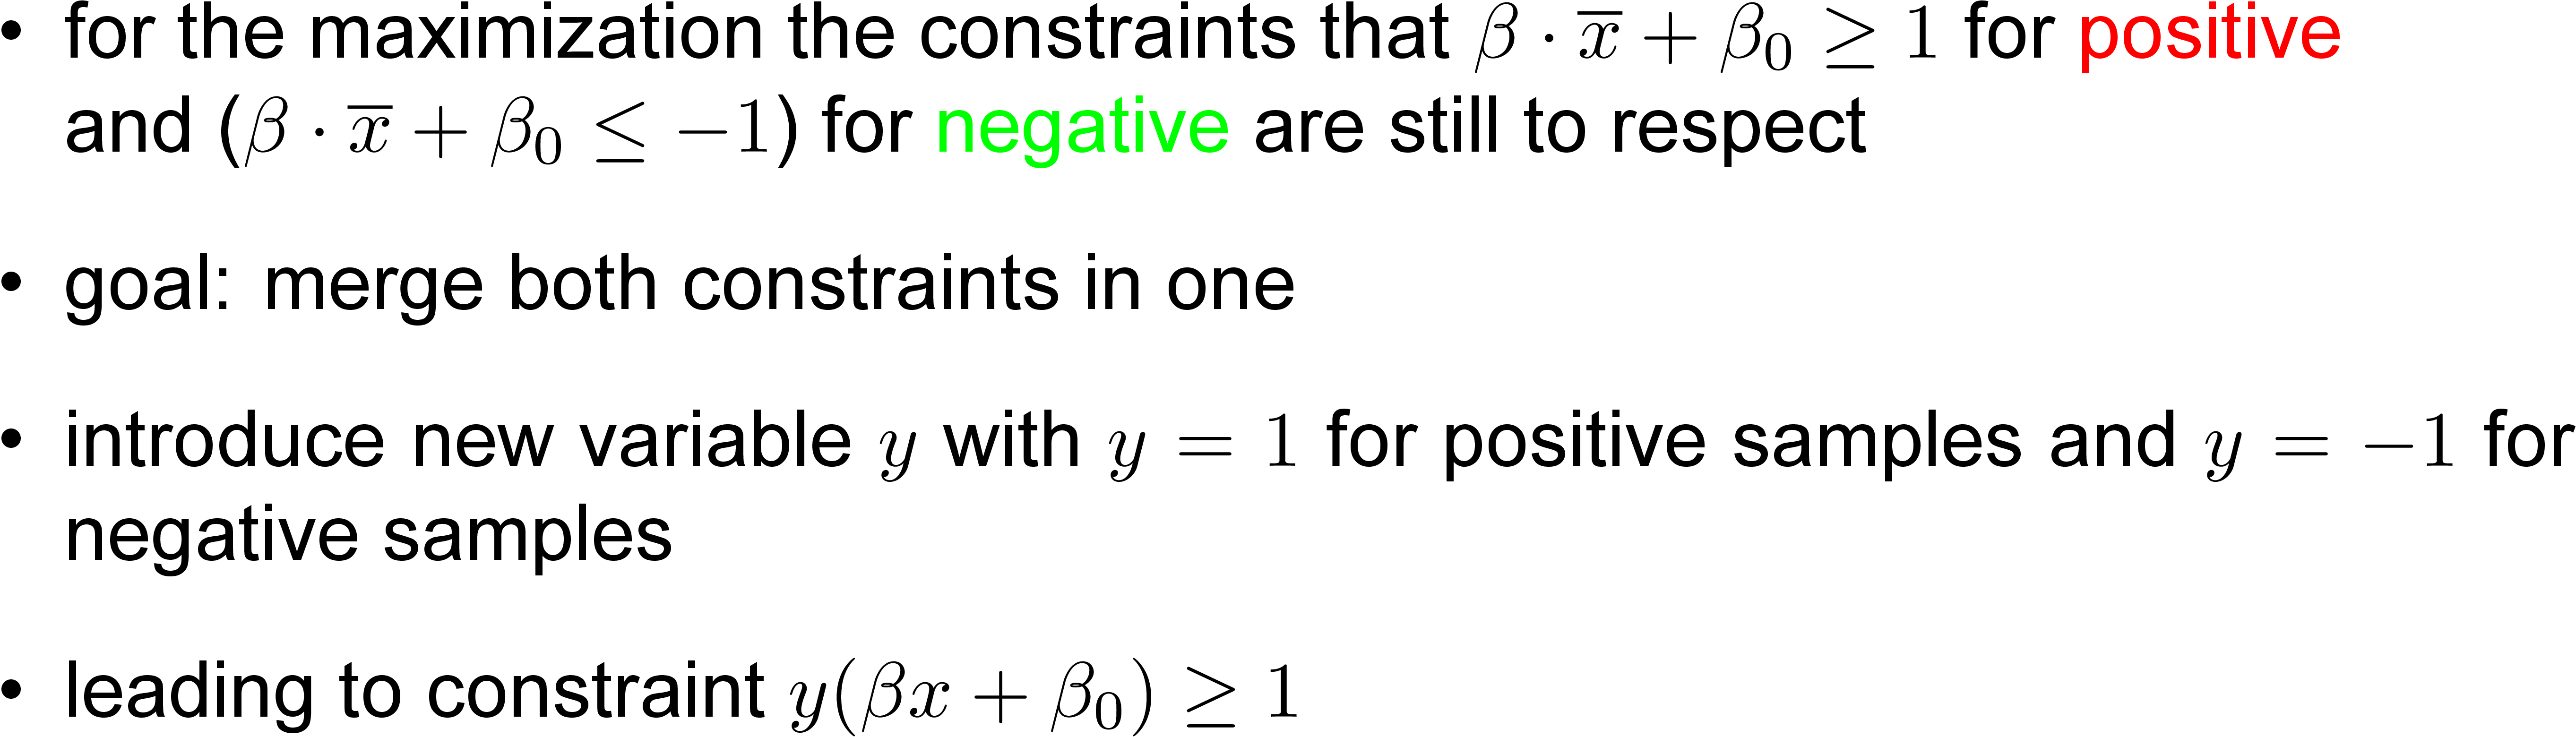 • for the maximization the constraints that β · x̅ + β₀ ≥ 1 for positive
and (β · x̅ + β₀ ≤ −1) for negative are still to respect
• goal: merge both constraints in one
• introduce new variable y with y = 1 for positive samples and y = −1 for
negative samples
• leading to constraint y(βx + β₀) ≥ 1